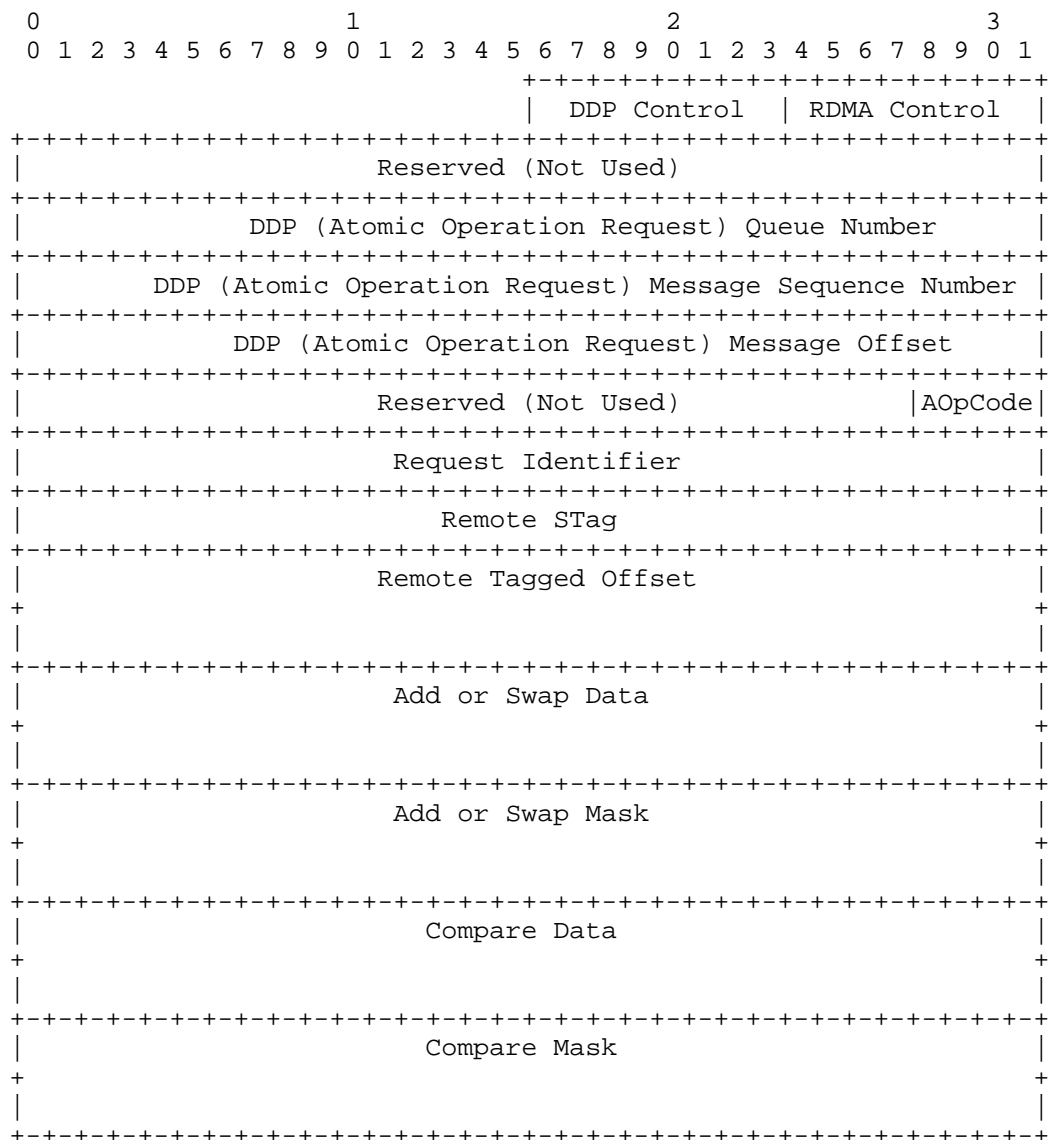 0                   1                   2                   3
 0 1 2 3 4 5 6 7 8 9 0 1 2 3 4 5 6 7 8 9 0 1 2 3 4 5 6 7 8 9 0 1
                                +-+-+-+-+-+-+-+-+-+-+-+-+-+-+-+-+
                                |  DDP Control  | RDMA Control  |
+-+-+-+-+-+-+-+-+-+-+-+-+-+-+-+-+-+-+-+-+-+-+-+-+-+-+-+-+-+-+-+-+
|                      Reserved (Not Used)                      |
+-+-+-+-+-+-+-+-+-+-+-+-+-+-+-+-+-+-+-+-+-+-+-+-+-+-+-+-+-+-+-+-+
|              DDP (Atomic Operation Request) Queue Number      |
+-+-+-+-+-+-+-+-+-+-+-+-+-+-+-+-+-+-+-+-+-+-+-+-+-+-+-+-+-+-+-+-+
|        DDP (Atomic Operation Request) Message Sequence Number |
+-+-+-+-+-+-+-+-+-+-+-+-+-+-+-+-+-+-+-+-+-+-+-+-+-+-+-+-+-+-+-+-+
|             DDP (Atomic Operation Request) Message Offset     |
+-+-+-+-+-+-+-+-+-+-+-+-+-+-+-+-+-+-+-+-+-+-+-+-+-+-+-+-+-+-+-+-+
|                      Reserved (Not Used)              |AOpCode|
+-+-+-+-+-+-+-+-+-+-+-+-+-+-+-+-+-+-+-+-+-+-+-+-+-+-+-+-+-+-+-+-+
|                       Request Identifier                      |
+-+-+-+-+-+-+-+-+-+-+-+-+-+-+-+-+-+-+-+-+-+-+-+-+-+-+-+-+-+-+-+-+
|                          Remote STag                          |
+-+-+-+-+-+-+-+-+-+-+-+-+-+-+-+-+-+-+-+-+-+-+-+-+-+-+-+-+-+-+-+-+
|                      Remote Tagged Offset                     |
+                                                               +
|                                                               |
+-+-+-+-+-+-+-+-+-+-+-+-+-+-+-+-+-+-+-+-+-+-+-+-+-+-+-+-+-+-+-+-+
|                       Add or Swap Data                        |
+                                                               +
|                                                               |
+-+-+-+-+-+-+-+-+-+-+-+-+-+-+-+-+-+-+-+-+-+-+-+-+-+-+-+-+-+-+-+-+
|                       Add or Swap Mask                        |
+                                                               +
|                                                               |
+-+-+-+-+-+-+-+-+-+-+-+-+-+-+-+-+-+-+-+-+-+-+-+-+-+-+-+-+-+-+-+-+
|                         Compare Data                          |
+                                                               +
|                                                               |
+-+-+-+-+-+-+-+-+-+-+-+-+-+-+-+-+-+-+-+-+-+-+-+-+-+-+-+-+-+-+-+-+
|                         Compare Mask                          |
+                                                               +
|                                                               |
+-+-+-+-+-+-+-+-+-+-+-+-+-+-+-+-+-+-+-+-+-+-+-+-+-+-+-+-+-+-+-+-+